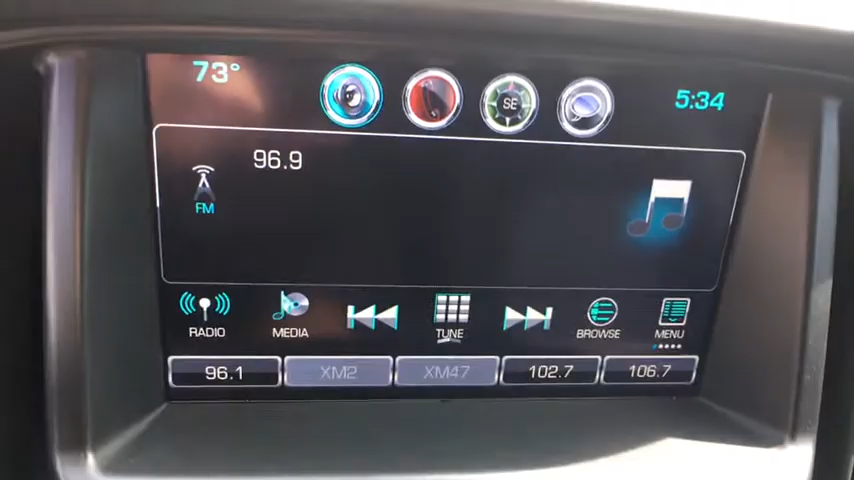 73° SE 5:34
96.9
FM
RADIO MEDIA TUNE BROWSE MENU
96.1 XM2 XM47 102.7 106.7